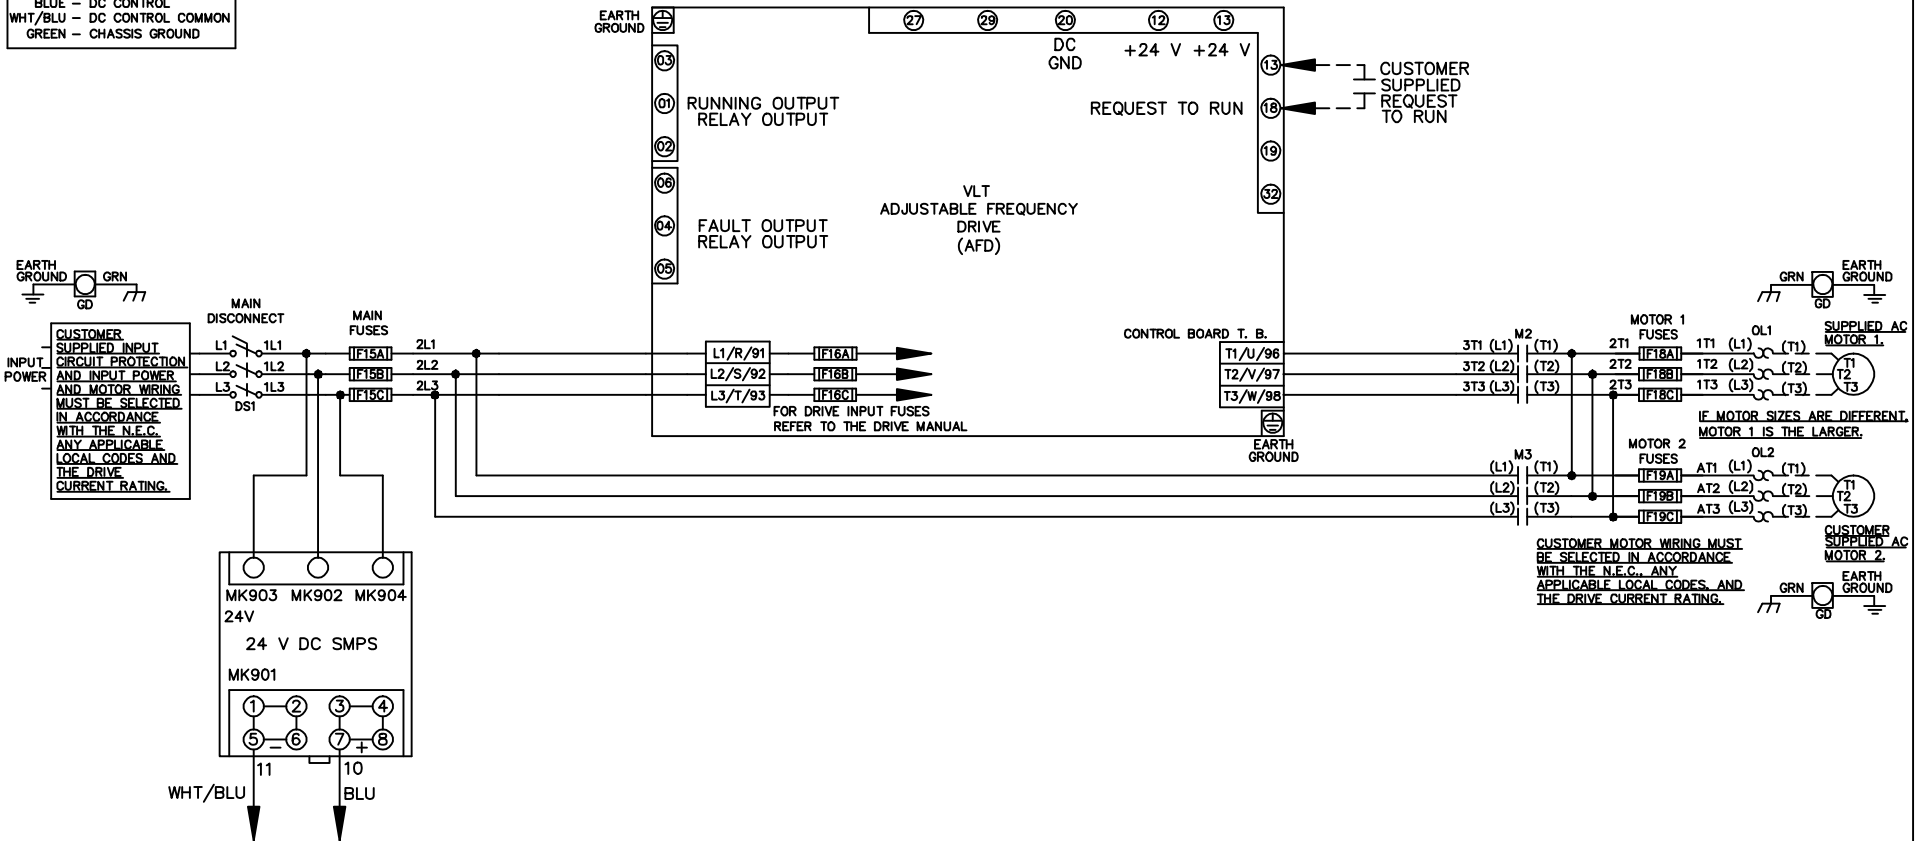 BLUE – DC CONTROL
WHT/BLU – DC CONTROL COMMON
GREEN – CHASSIS GROUND
EARTH
GROUND
27 29 20 12 13
DC
GND
+24 V +24 V
03
01
02
RUNNING OUTPUT
RELAY OUTPUT
06
04
05
FAULT OUTPUT
RELAY OUTPUT
13
18
19
32
REQUEST TO RUN
CUSTOMER
SUPPLIED
REQUEST
TO RUN
VLT
ADJUSTABLE FREQUENCY
DRIVE
(AFD)
EARTH
GROUND
GRN
GD
INPUT
POWER
CUSTOMER
SUPPLIED INPUT
CIRCUIT PROTECTION
AND INPUT POWER
AND MOTOR WIRING
MUST BE SELECTED
IN ACCORDANCE
WITH THE N.E.C.
ANY APPLICABLE
LOCAL CODES AND
THE DRIVE
CURRENT RATING.
MAIN
DISCONNECT
L1 1L1
L2 1L2
L3 1L3
DS1
MAIN
FUSES
F15A
F15B
F15C
2L1
2L2
2L3
L1/R/91
L2/S/92
L3/T/93
F16A
F16B
F16C
FOR DRIVE INPUT FUSES
REFER TO THE DRIVE MANUAL
CONTROL BOARD T. B.
T1/U/96
T2/V/97
T3/W/98
EARTH
GROUND
M2
3T1 (L1) (T1)
3T2 (L2) (T2)
3T3 (L3) (T3)
MOTOR 1
FUSES
2T1 F18A 1T1 (L1)
2T2 F18B 1T2 (L2)
2T3 F18C 1T3 (L3)
OL1
(T1)
(T2)
(T3)
T1
T2
T3
GRN
GD
EARTH
GROUND
SUPPLIED AC
MOTOR 1.
IF MOTOR SIZES ARE DIFFERENT,
MOTOR 1 IS THE LARGER.
M3
(L1) (T1)
(L2) (T2)
(L3) (T3)
MOTOR 2
FUSES
F19A AT1 (L1)
F19B AT2 (L2)
F19C AT3 (L3)
OL2
(T1)
(T2)
(T3)
T1
T2
T3
CUSTOMER
SUPPLIED AC
MOTOR 2.
CUSTOMER MOTOR WIRING MUST
BE SELECTED IN ACCORDANCE
WITH THE N.E.C., ANY
APPLICABLE LOCAL CODES, AND
THE DRIVE CURRENT RATING.
GRN
GD
EARTH
GROUND
MK903 MK902 MK904
24V
24 V DC SMPS
MK901
1 2 3 4
5 – 6 7 + 8
11 10
WHT/BLU BLU